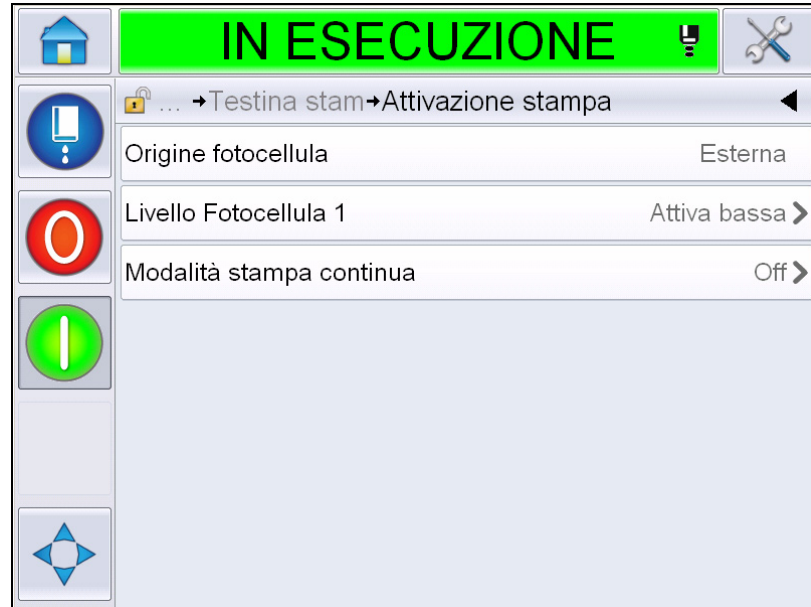 IN ESECUZIONE
... Testina stam Attivazione stampa
Origine fotocellula Esterna
Livello Fotocellula 1 Attiva bassa
Modalità stampa continua Off